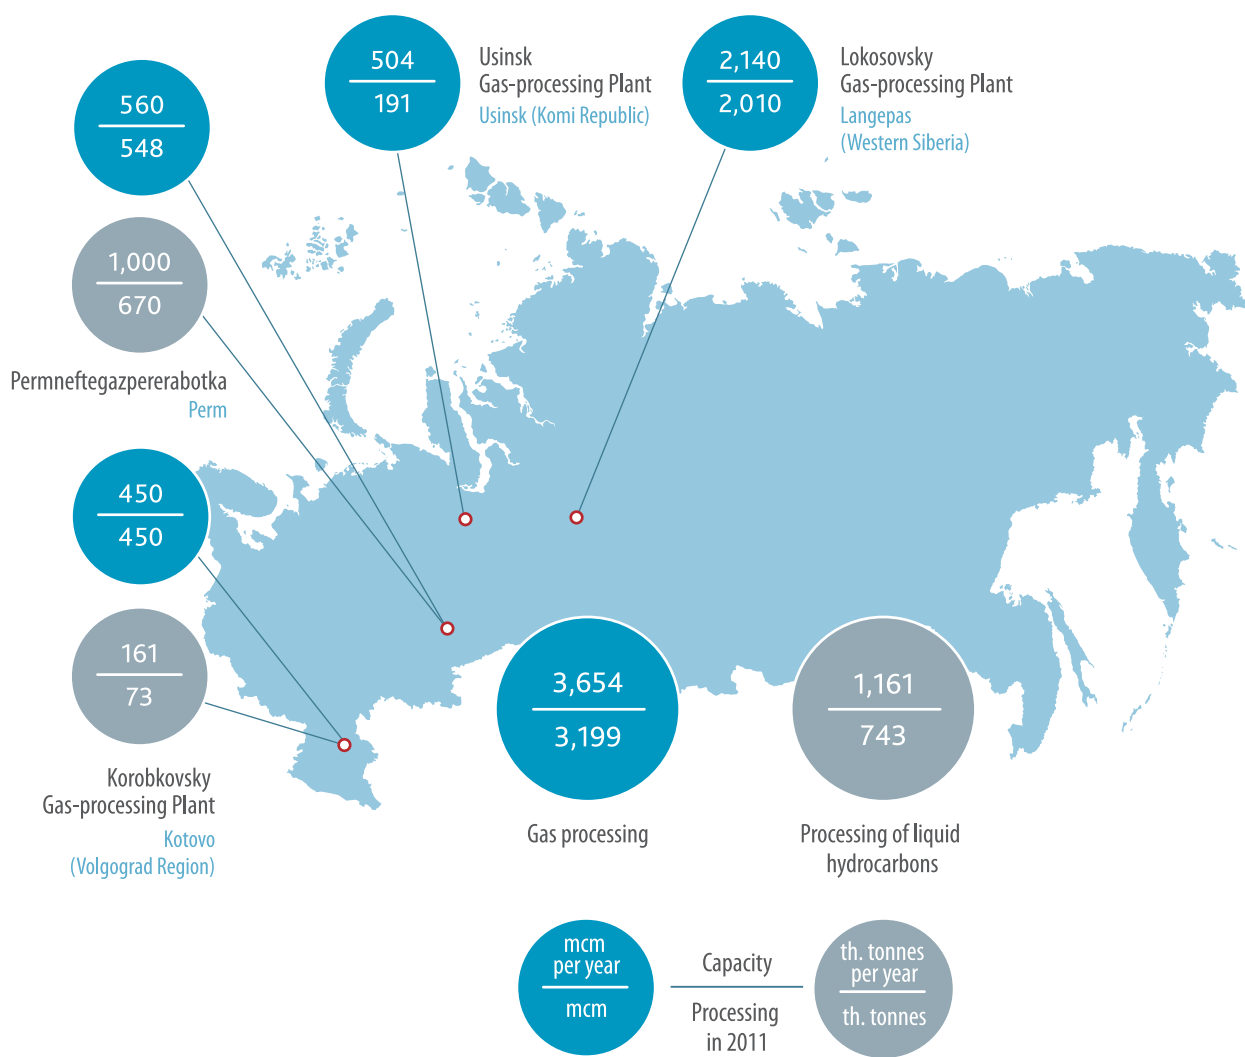 504
191
Usinsk
Gas-processing Plant
Usinsk (Komi Republic)
2,140
2,010
Lokosovsky
Gas-processing Plant
Langepas
(Western Siberia)
560
548
1,000
670
Permneftegazpererabotka
Perm
450
450
161
73
Korobkovsky
Gas-processing Plant
Kotovo
(Volgograd Region)
3,654
3,199
Gas processing
1,161
743
Processing of liquid
hydrocarbons
mcm
per year
mcm
Capacity
Processing
in 2011
th. tonnes
per year
th. tonnes